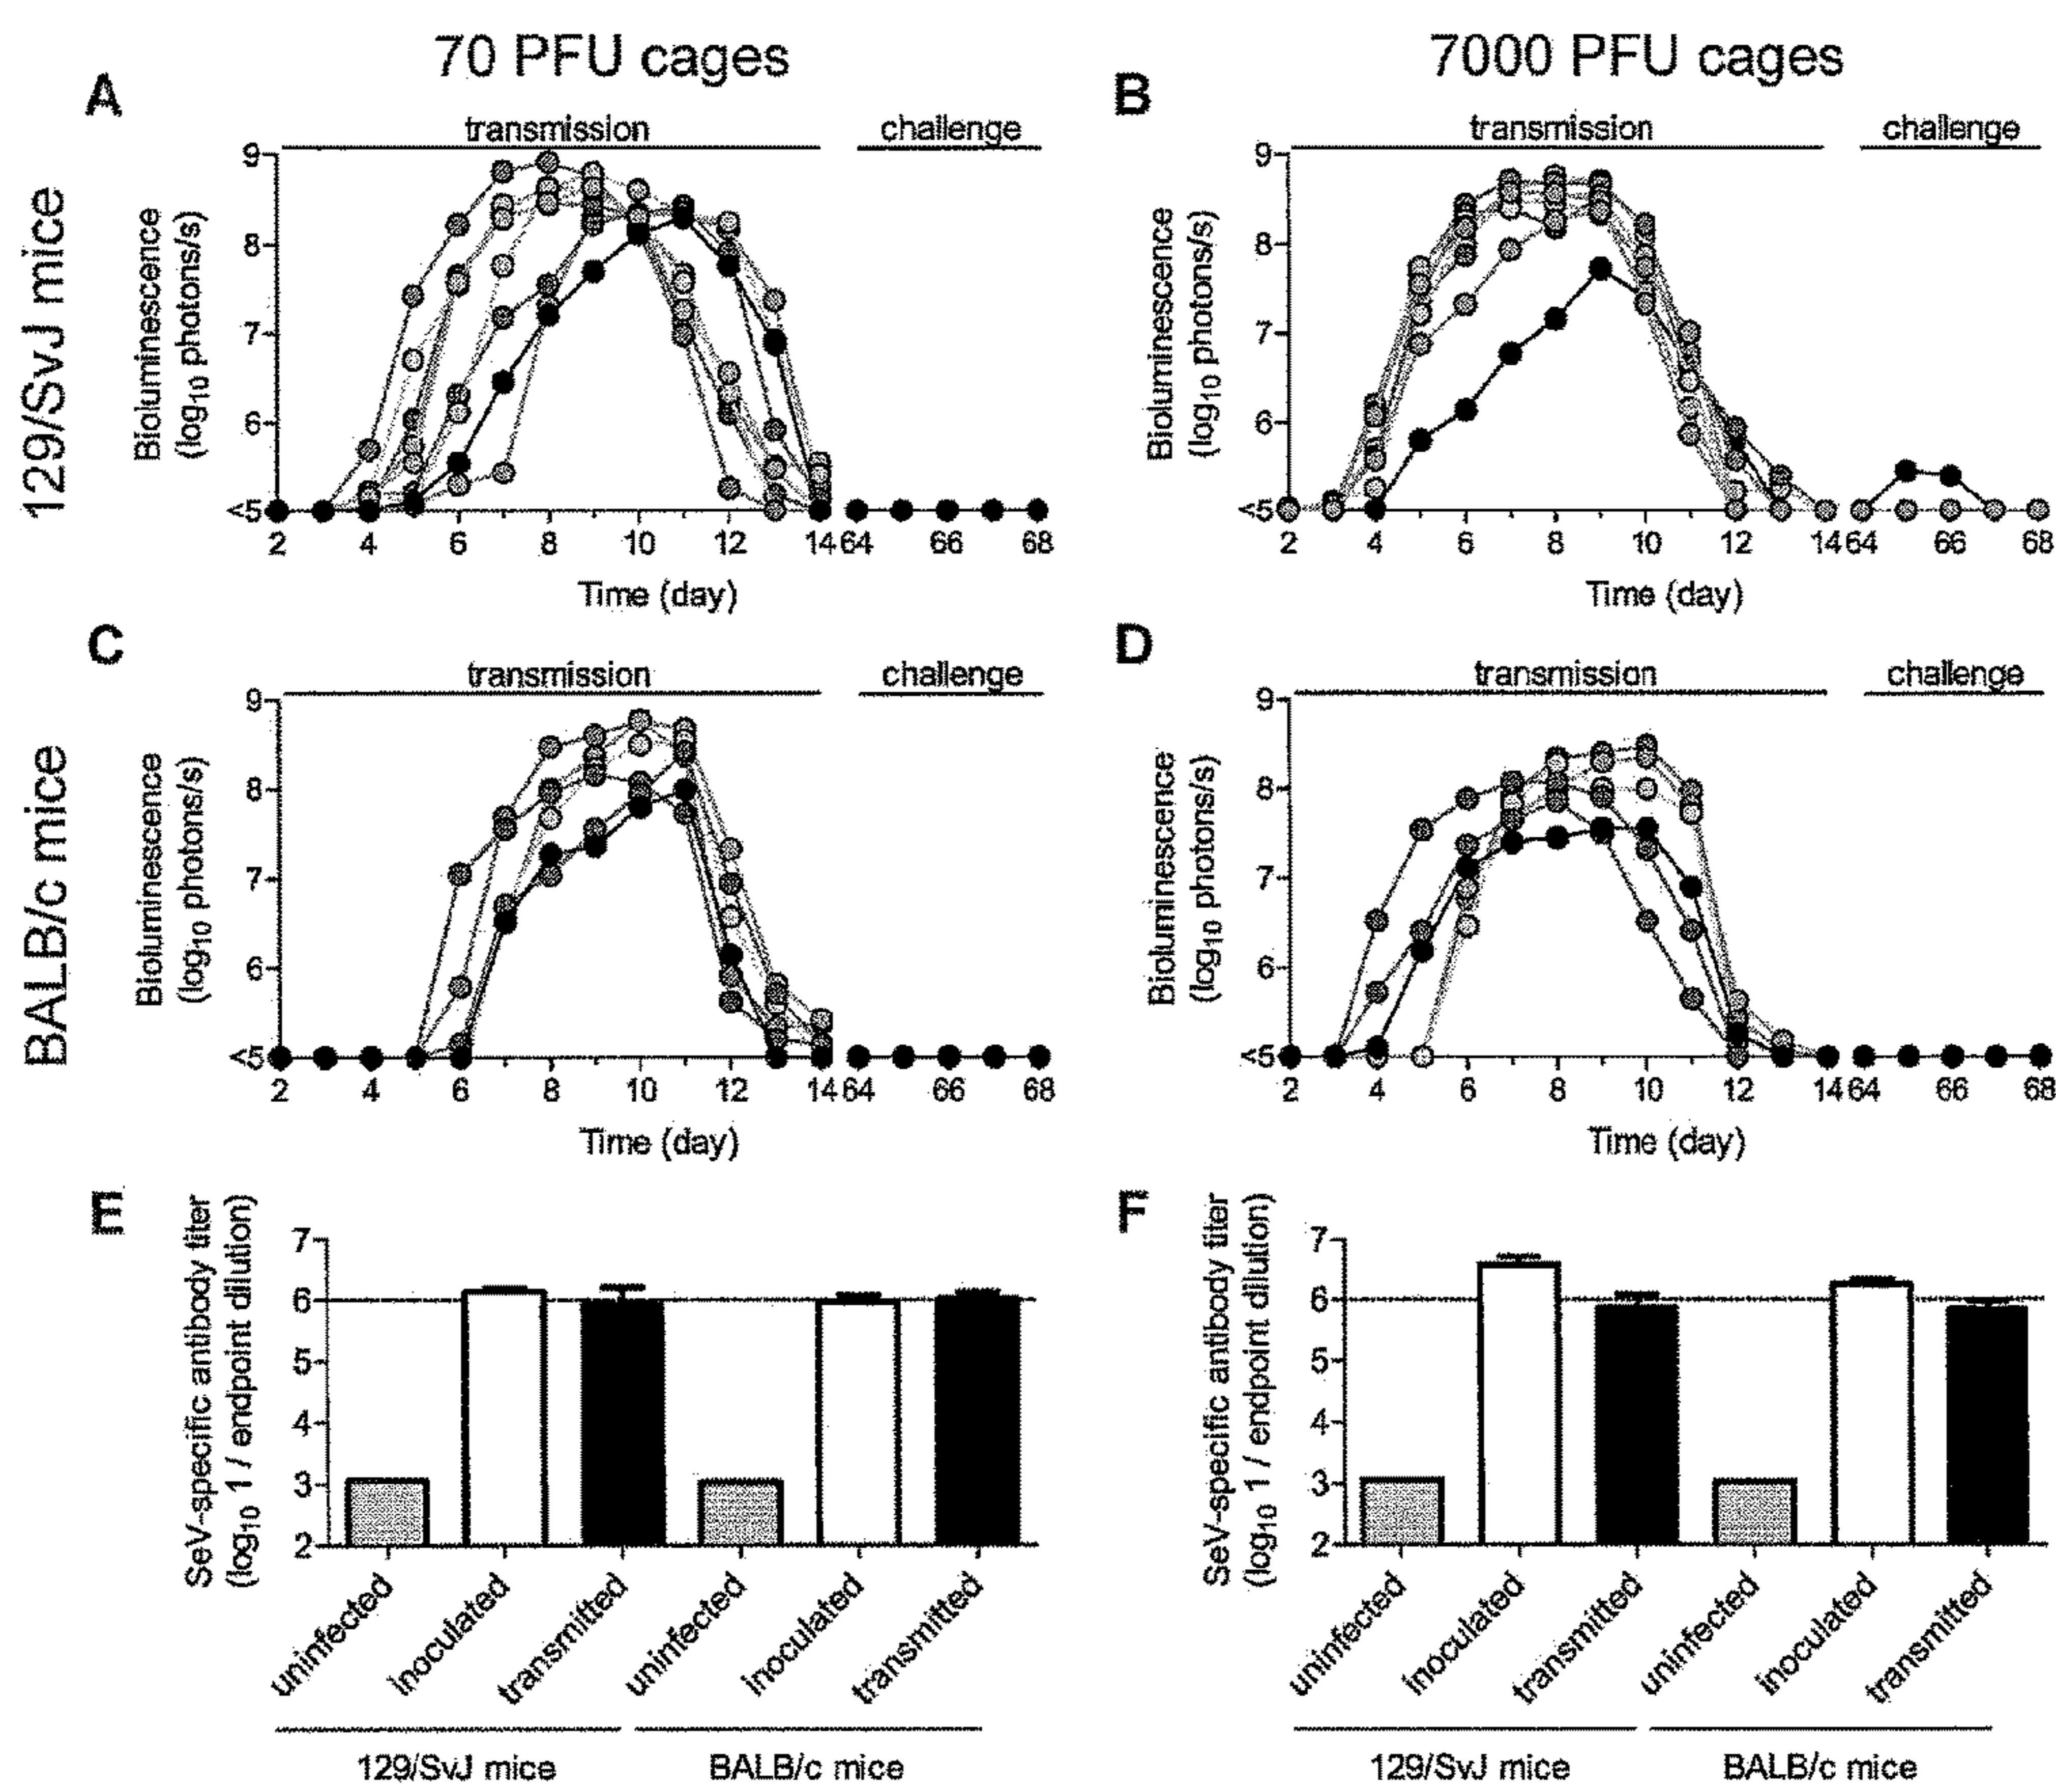 70 PFU cages 7000 PFU cages
129/SvJ mice
BALB/c mice
A
transmission challenge
Bioluminescence
(log10 photons/s)
9
8
7
6
<5
2 4 6 8 10 12 14 64 66 68
Time (day)
B
transmission challenge
Bioluminescence
(log10 photons/s)
9
8
7
6
<5
2 4 6 8 10 12 14 64 66 68
Time (day)
C
transmission challenge
Bioluminescence
(log10 photons/s)
9
8
7
6
<5
2 4 6 8 10 12 14 64 66 68
Time (day)
D
transmission challenge
Bioluminescence
(log10 photons/s)
9
8
7
6
<5
2 4 6 8 10 12 14 64 66 68
Time (day)
E
SeV-specific antibody titer
(log10 1 / endpoint dilution)
7
6
5
4
3
2
uninfected inoculated transmitted uninfected inoculated transmitted
129/SvJ mice BALB/c mice
F
SeV-specific antibody titer
(log10 1 / endpoint dilution)
7
6
5
4
3
2
uninfected inoculated transmitted uninfected inoculated transmitted
129/SvJ mice BALB/c mice